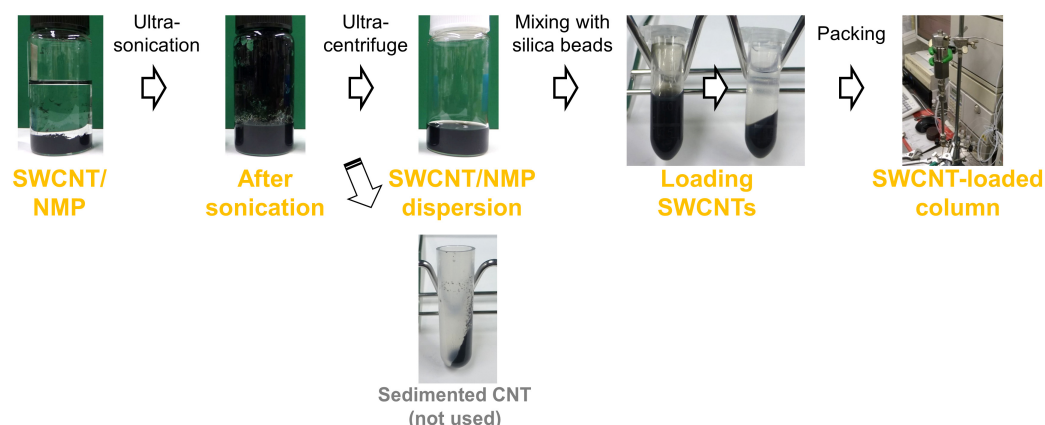 Ultra-
sonication
Ultra-
centrifuge
Mixing with
silica beads
Packing
SWCNT/
NMP
After
sonication
SWCNT/NMP
dispersion
Loading
SWCNTs
SWCNT-loaded
column
Sedimented CNT
(not used)